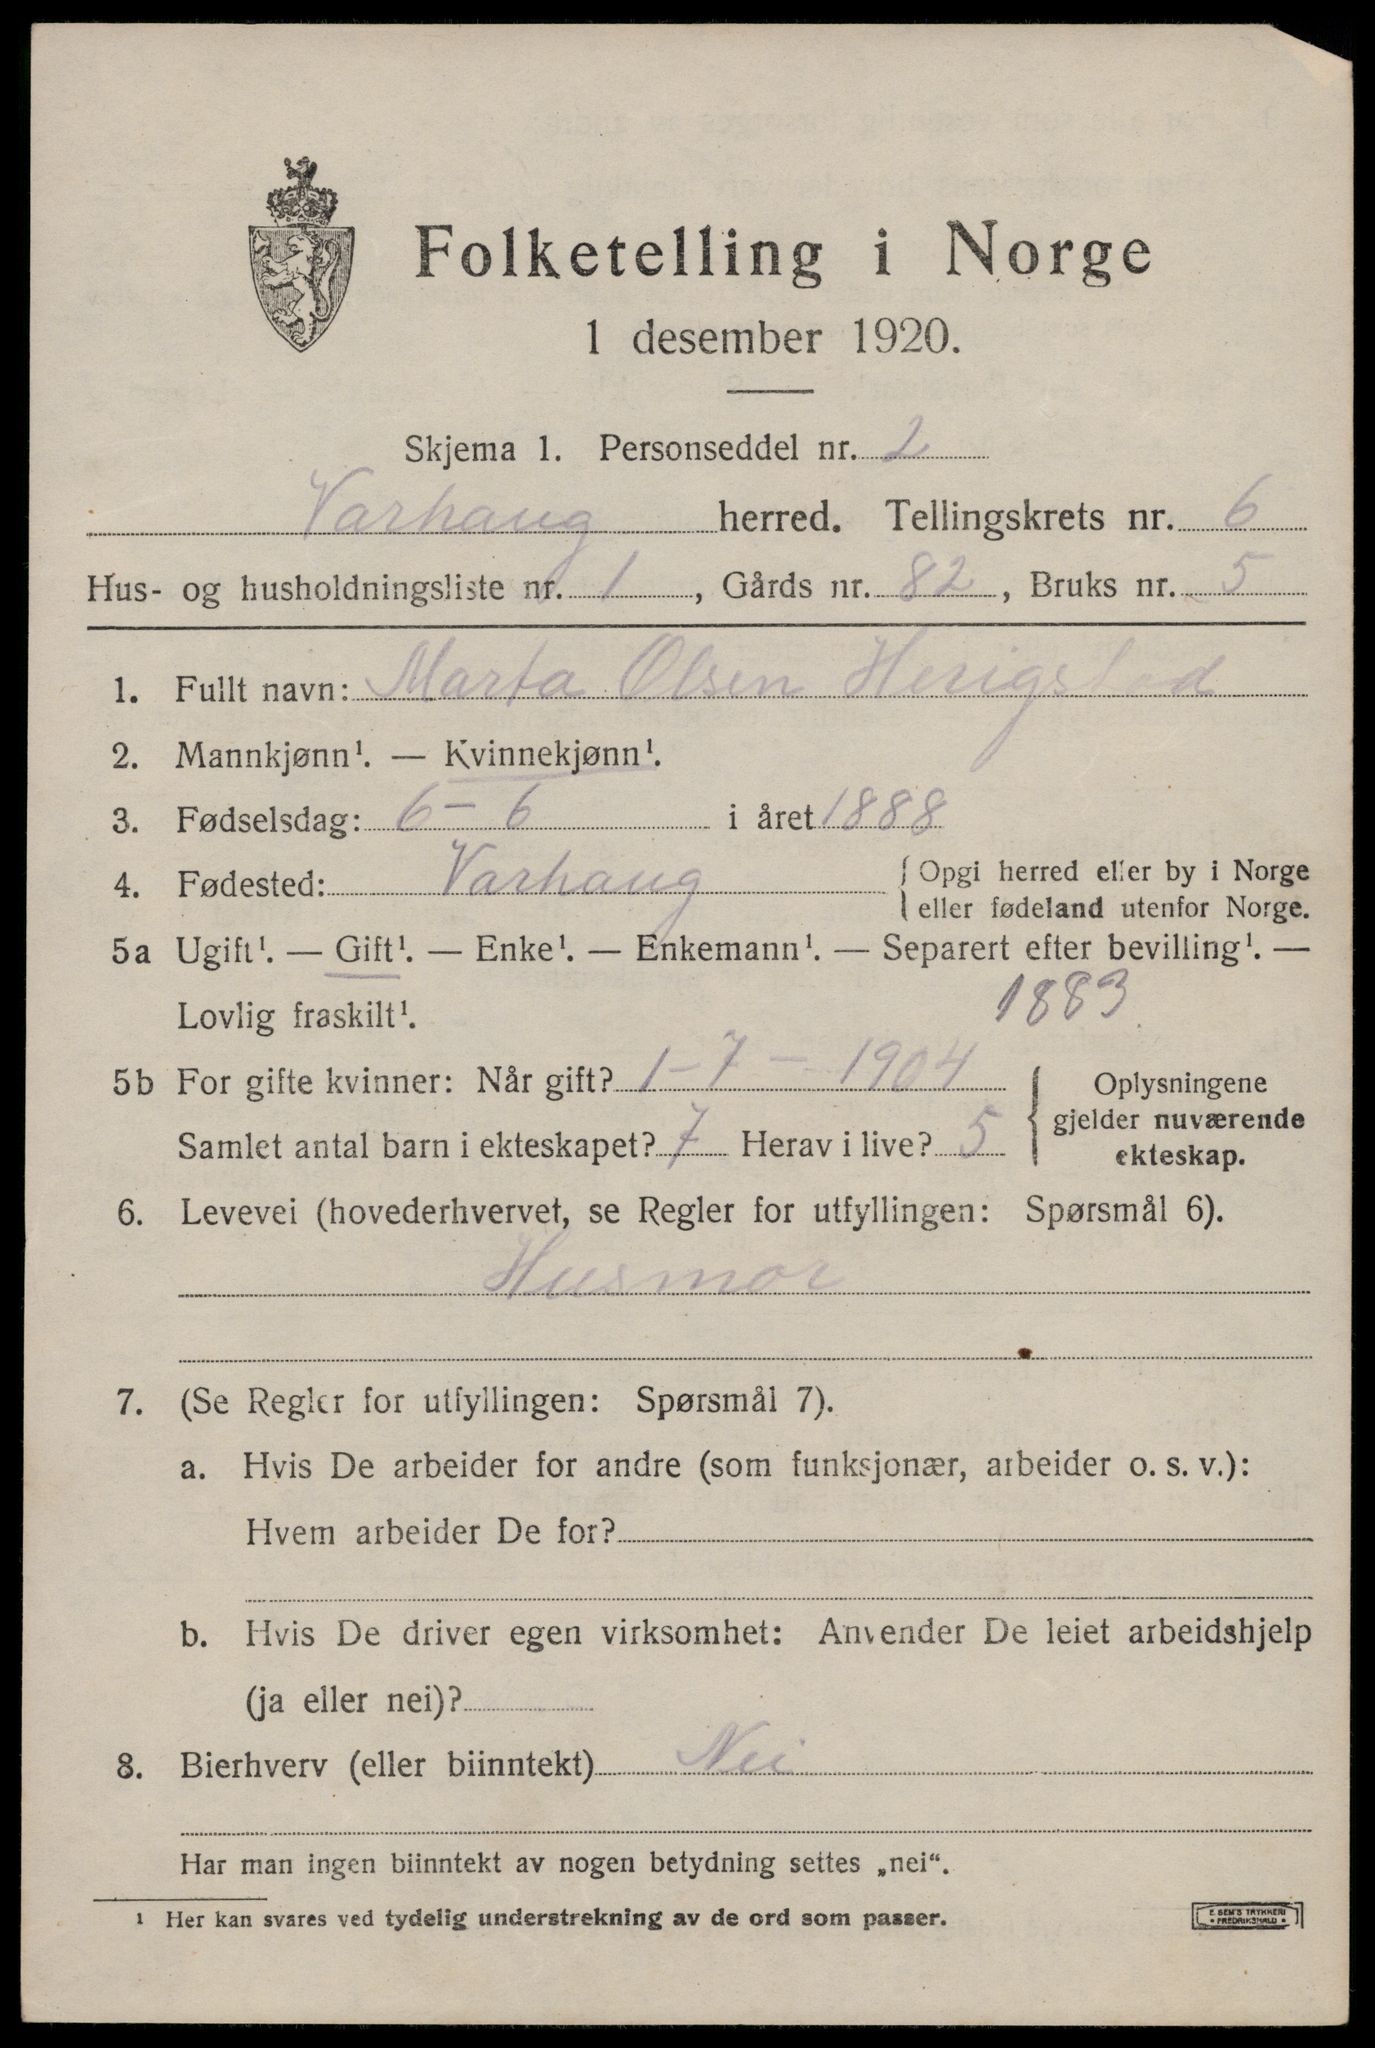 Folketelling i Norge
1 desember 1920.
Skjema 1. Personseddel nr. 2
Varhaug herred. Tellingskrets nr. 6
Hus- og husholdningsliste nr. 1, Gårds nr. 82, Bruks nr. 5
1. Fullt navn: Marta Olsen Herigstad
2. Mannkjønn¹. — Kvinnekjønn¹.
3. Fødselsdag: 6 - 6 i året 1888
4. Fødested: Varhaug { Opgi herred eller by i Norge
eller fødeland utenfor Norge.
5a Ugift¹. — Gift¹. — Enke¹. — Enkemann¹. — Separert efter bevilling¹. —
Lovlig fraskilt¹. 1883
5b For gifte kvinner: Når gift? 1 - 7 - 1904
Samlet antal barn i ekteskapet? 7 Herav i live? 5
{ Oplysningene
gjelder nuværende
ekteskap.
6. Levevei (hovederhvervet, se Regler for utfyllingen: Spørsmål 6).
Husmor
7. (Se Regler for utfyllingen: Spørsmål 7).
a. Hvis De arbeider for andre (som funksjonær, arbeider o. s. v.):
Hvem arbeider De for?
b. Hvis De driver egen virksomhet: Anvender De leiet arbeidshjelp
(ja eller nei)?
8. Bierhverv (eller biinntekt) Nei
Har man ingen biinntekt av nogen betydning settes „nei“.
¹ Her kan svares ved tydelig understrekning av de ord som passer.
E. SEM'S TRYKKERI
• FREDRIKSHALD •